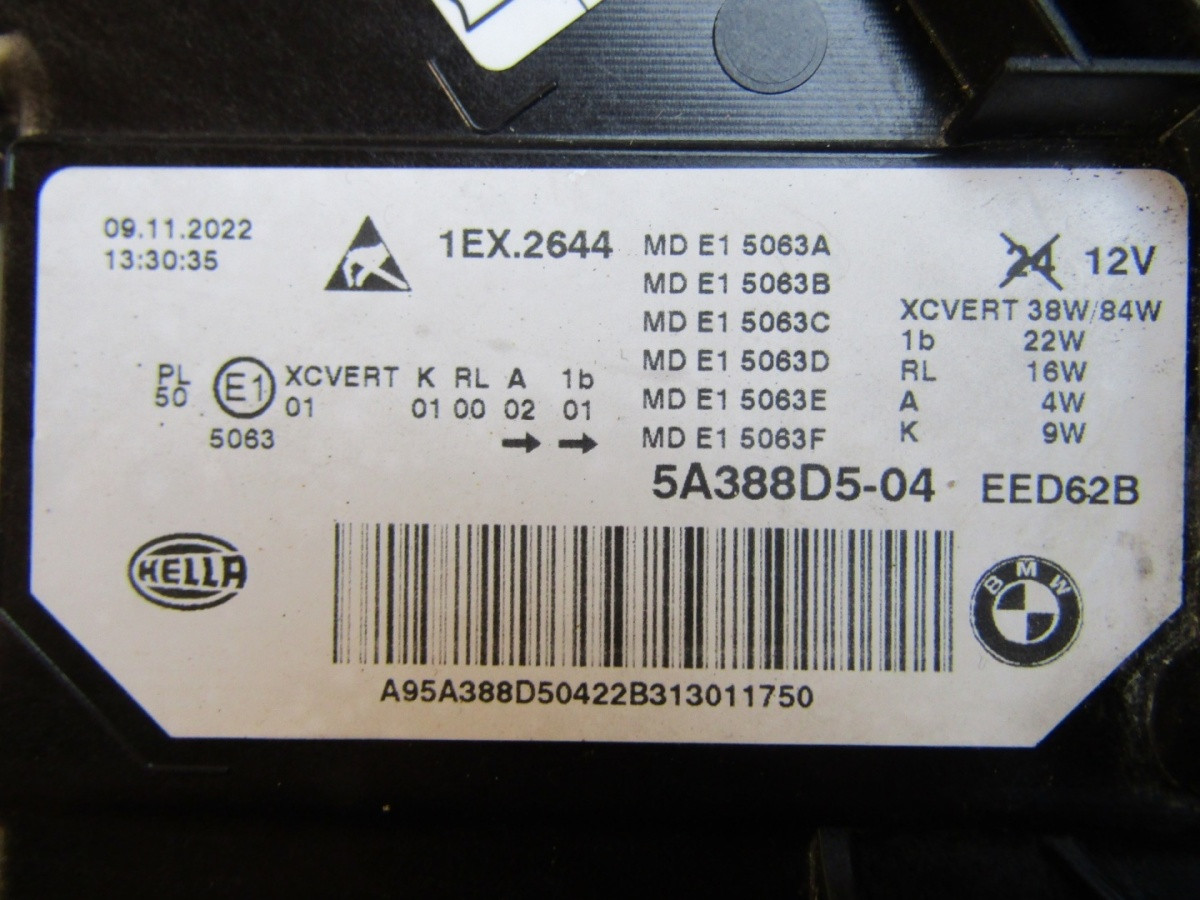 09.11.2022
13:30:35
1EX.2644
MD E1 5063A
MD E1 5063B
MD E1 5063C
MD E1 5063D
MD E1 5063E
MD E1 5063F
24 12V
XCVERT 38W/84W
1b 22W
RL 16W
A 4W
K 9W
PL E1 XCVERT K RL A 1b
50 01 01 00 02 01
5063
5A388D5-04 EED62B
HELLA
BMW
A95A388D50422B313011750